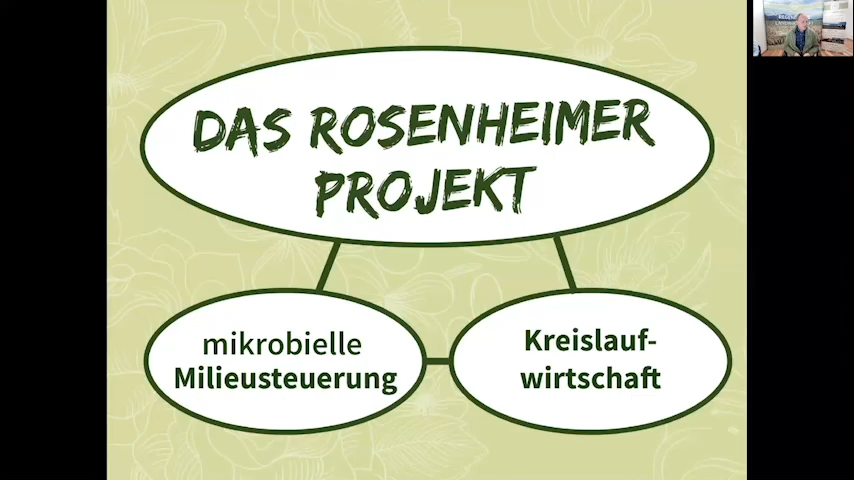 DAS ROSENHEIMER
PROJEKT
mikrobielle
Milieusteuerung
Kreislauf-
wirtschaft